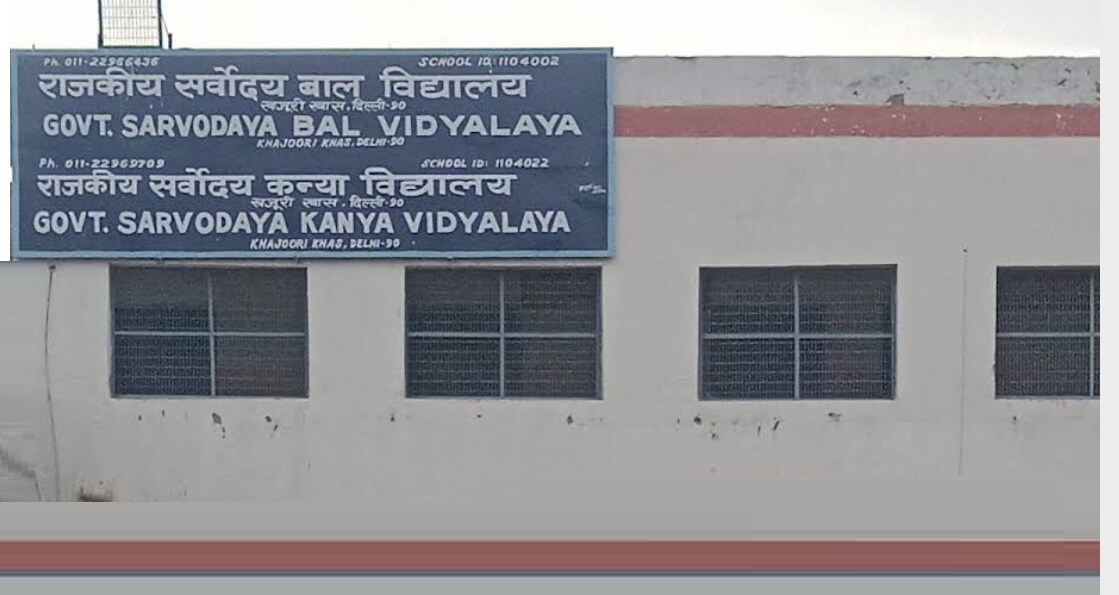 Ph. 011-22966436 SCHOOL ID: 1104002
राजकीय सर्वोदय बाल विद्यालय
खजूरी खास, दिल्ली-90
GOVT. SARVODAYA BAL VIDYALAYA
KHAJOORI KHAS, DELHI-90
Ph. 011-22969709 SCHOOL ID: 1104022
राजकीय सर्वोदय कन्या विद्यालय
खजूरी खास, दिल्ली-90
GOVT. SARVODAYA KANYA VIDYALAYA
KHAJOORI KHAS, DELHI-90